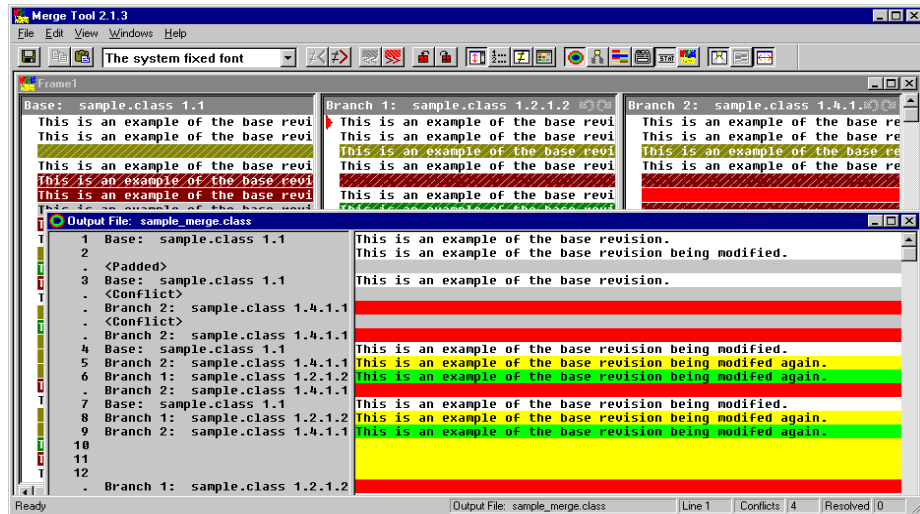 Merge Tool 2.1.3
File Edit View Windows Help
The system fixed font
Frame1
Base: sample.class 1.1
This is an example of the base revi
This is an example of the base revi
This is an example of the base revi
This is an example of the base revi
This is an example of the base revi
Branch 1: sample.class 1.2.1.2
This is an example of the base revi
This is an example of the base revi
This is an example of the base revi
This is an example of the base revi
This is an example of the base revi
Branch 2: sample.class 1.4.1.
This is an example of the base re
This is an example of the base re
This is an example of the base re
This is an example of the base re
Output File: sample_merge.class
1 Base: sample.class 1.1 This is an example of the base revision.
2 This is an example of the base revision being modified.
. <Padded>
3 Base: sample.class 1.1 This is an example of the base revision.
. <Conflict>
. Branch 2: sample.class 1.4.1.1
. <Conflict>
. Branch 2: sample.class 1.4.1.1
4 Base: sample.class 1.1 This is an example of the base revision being modified.
5 Branch 2: sample.class 1.4.1.1 This is an example of the base revision being modifed again.
6 Branch 1: sample.class 1.2.1.2 This is an example of the base revision being modifed again.
. Branch 2: sample.class 1.4.1.1
7 Base: sample.class 1.1 This is an example of the base revision being modified.
8 Branch 1: sample.class 1.2.1.2 This is an example of the base revision being modifed again.
9 Branch 2: sample.class 1.4.1.1 This is an example of the base revision being modifed again.
10
11
12
. Branch 1: sample.class 1.2.1.2
Ready Output File: sample_merge.class Line 1 Conflicts 4 Resolved 0